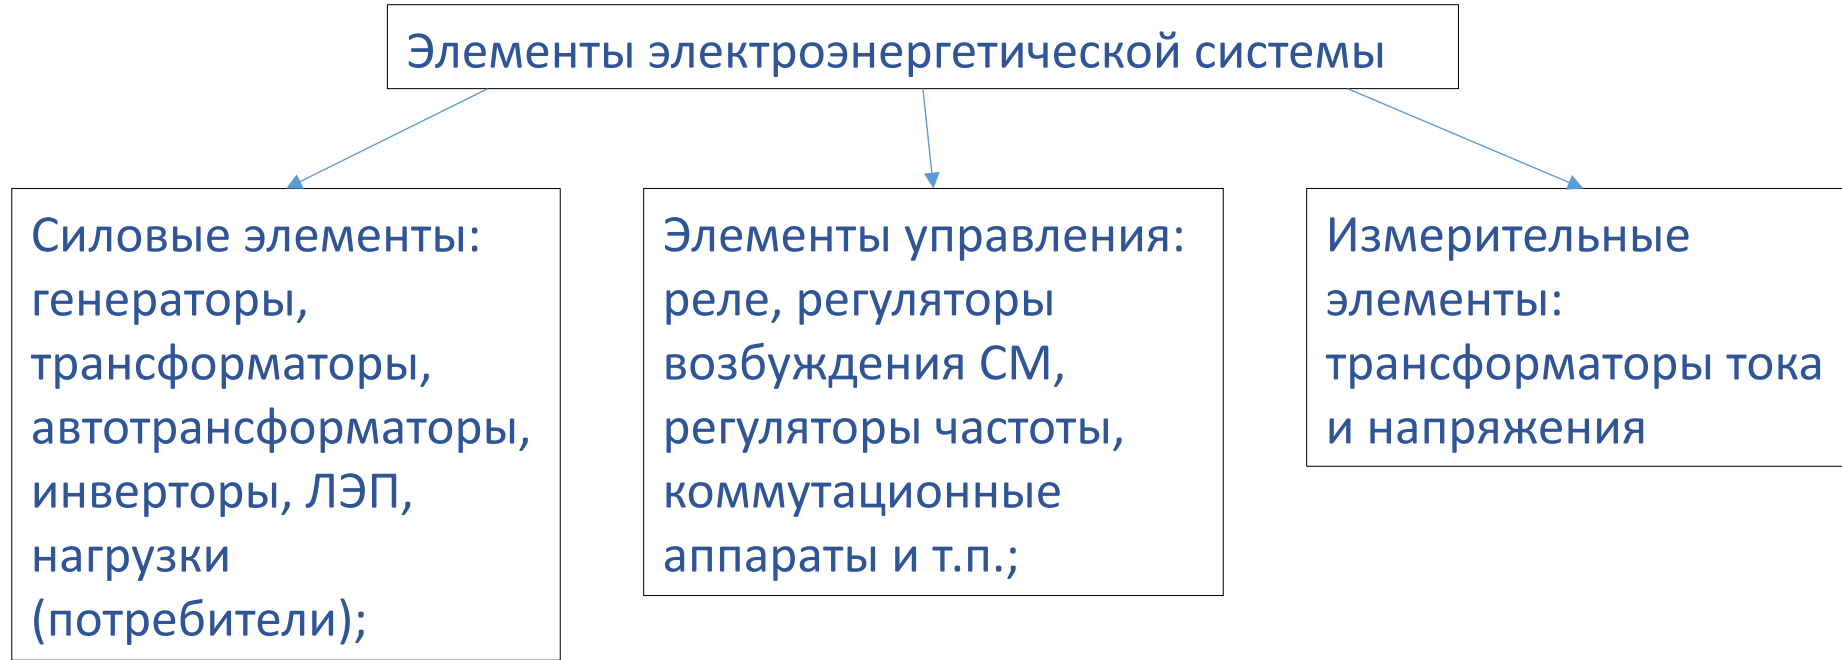 Элементы электроэнергетической системы
Силовые элементы:
генераторы,
трансформаторы,
автотрансформаторы,
инверторы, ЛЭП,
нагрузки
(потребители);
Элементы управления:
реле, регуляторы
возбуждения СМ,
регуляторы частоты,
коммутационные
аппараты и т.п.;
Измерительные
элементы:
трансформаторы тока
и напряжения